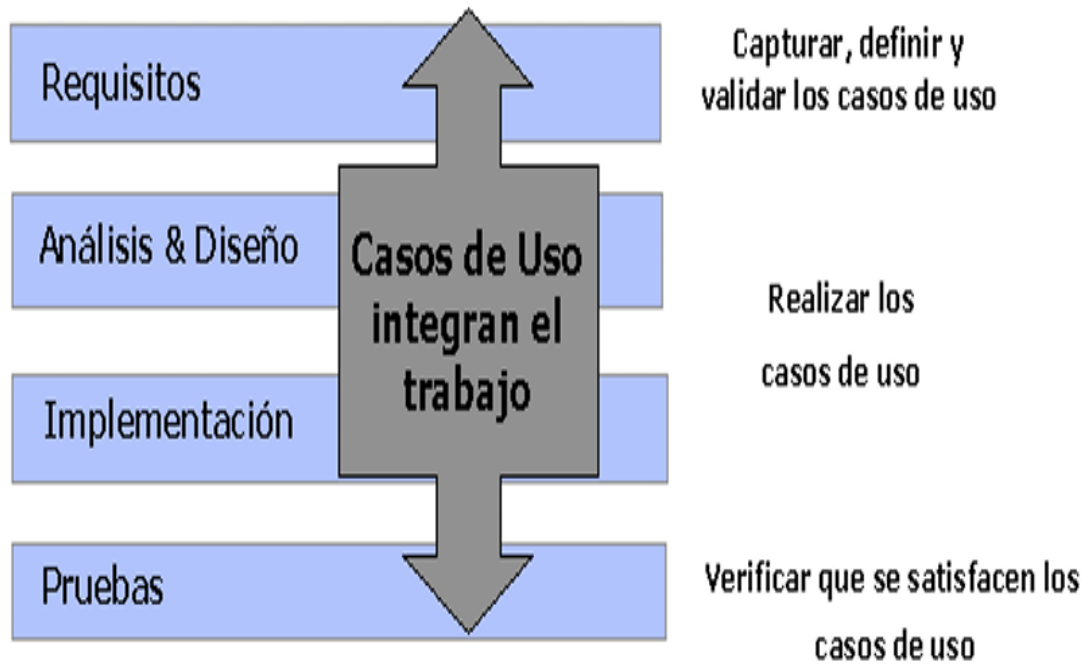 Requisitos
Capturar, definir y
validar los casos de uso
Análisis & Diseño
Casos de Uso
integran el
trabajo
Realizar los
casos de uso
Implementación
Pruebas
Verificar que se satisfacen los
casos de uso